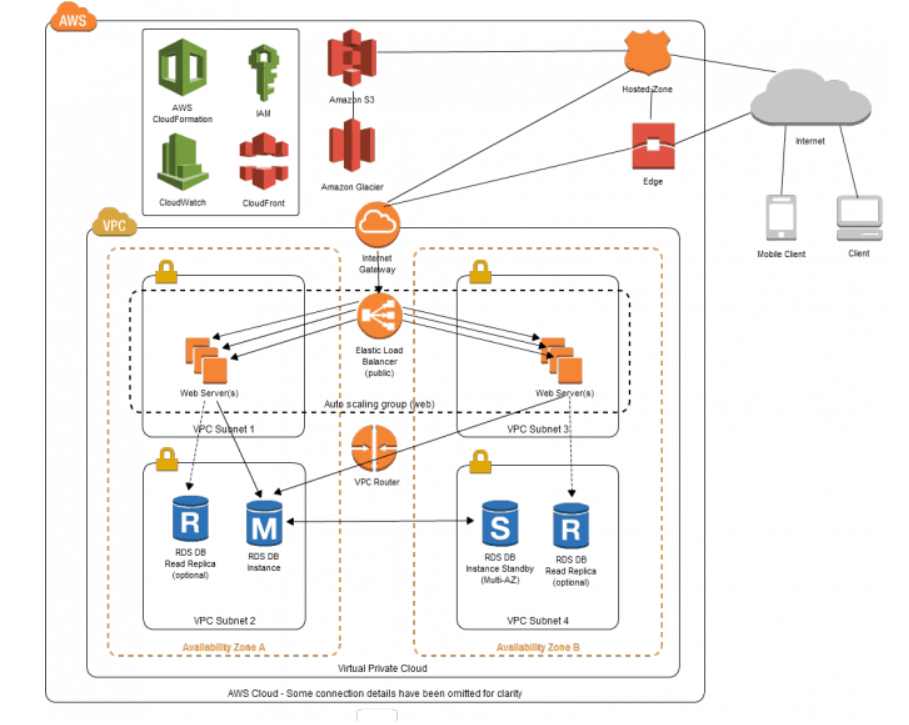 AWS
AWS
CloudFormation
IAM
CloudWatch
CloudFront
Amazon S3
Amazon Glacier
Hosted Zone
Edge
Internet
Mobile Client
Client
VPC
Internet
Gateway
Elastic Load
Balancer
(public)
Web Server(s)
Web Server(s)
Auto scaling group (web)
VPC Subnet 1
VPC Subnet 3
VPC Router
R
RDS DB
Read Replica
(optional)
M
RDS DB
Instance
S
RDS DB
Instance Standby
(Multi-AZ)
R
RDS DB
Read Replica
(optional)
VPC Subnet 2
VPC Subnet 4
Availability Zone A
Availability Zone B
Virtual Private Cloud
AWS Cloud - Some connection details have been omitted for clarity